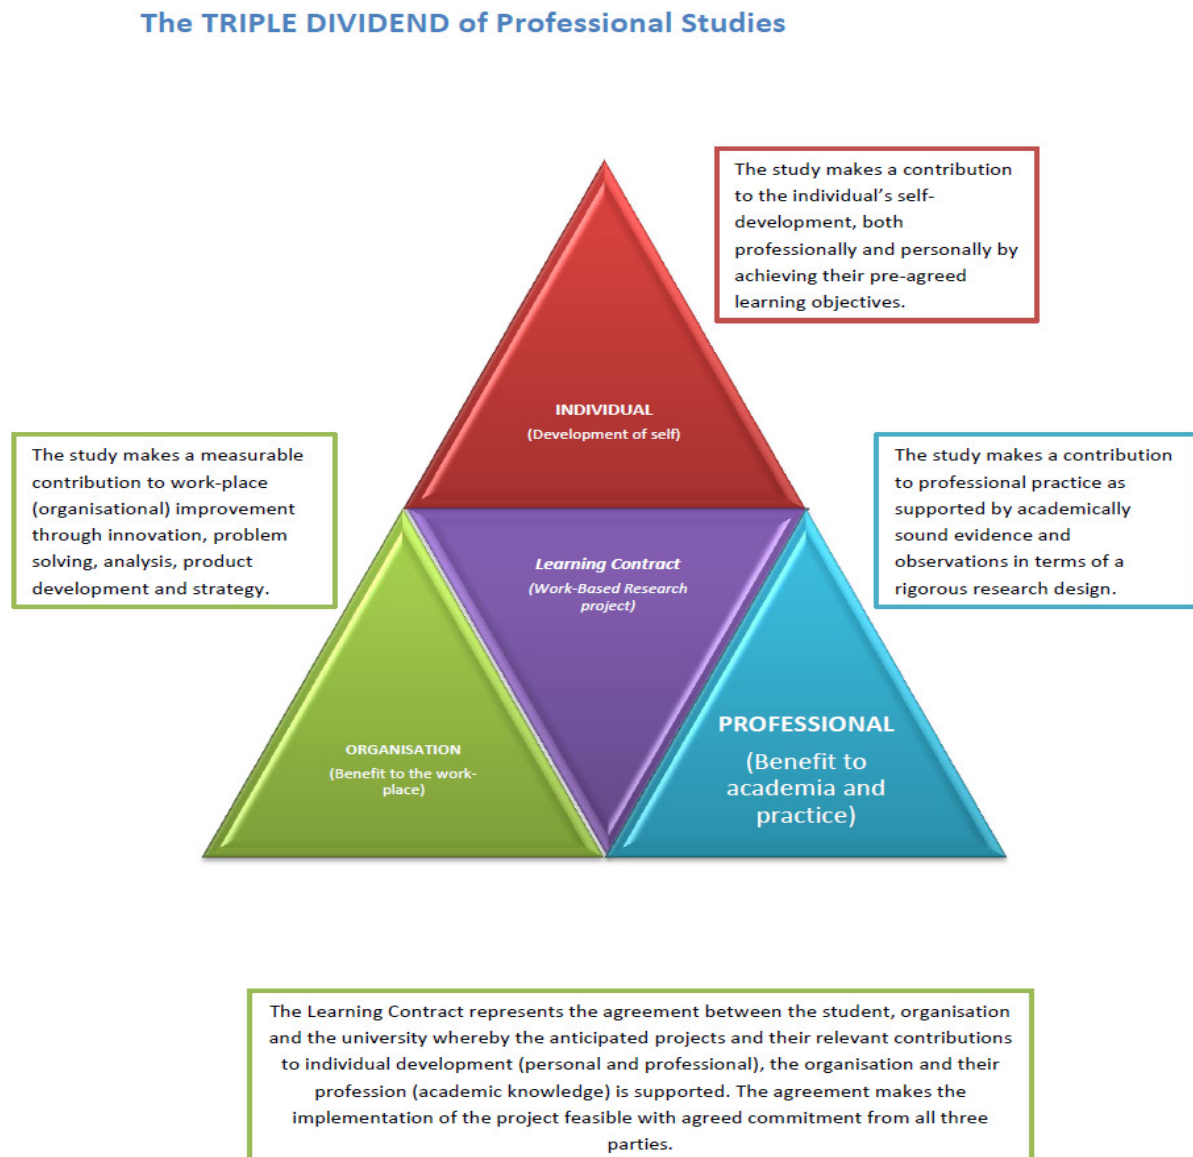 The TRIPLE DIVIDEND of Professional Studies
The study makes a contribution
to the individual’s self-
development, both
professionally and personally by
achieving their pre-agreed
learning objectives.
INDIVIDUAL
(Development of self)
The study makes a measurable
contribution to work-place
(organisational) improvement
through innovation, problem
solving, analysis, product
development and strategy.
The study makes a contribution
to professional practice as
supported by academically
sound evidence and
observations in terms of a
rigorous research design.
Learning Contract
(Work-Based Research
project)
ORGANISATION
(Benefit to the work-
place)
PROFESSIONAL
(Benefit to
academia and
practice)
The Learning Contract represents the agreement between the student, organisation
and the university whereby the anticipated projects and their relevant contributions
to individual development (personal and professional), the organisation and their
profession (academic knowledge) is supported. The agreement makes the
implementation of the project feasible with agreed commitment from all three
parties.